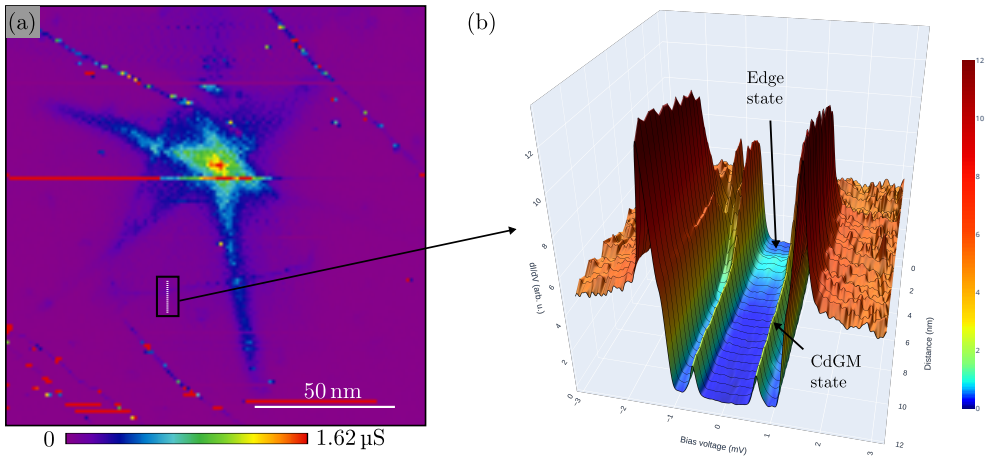 (a)
50 nm
0
1.62 µS
(b)
Edge
state
CdGM
state
dI/dV (arb. u.)
12
10
8
6
4
2
0
-3
-2
-1
0
1
2
3
Bias voltage (mV)
0
2
4
6
8
10
12
Distance (nm)
12
10
8
6
4
2
0